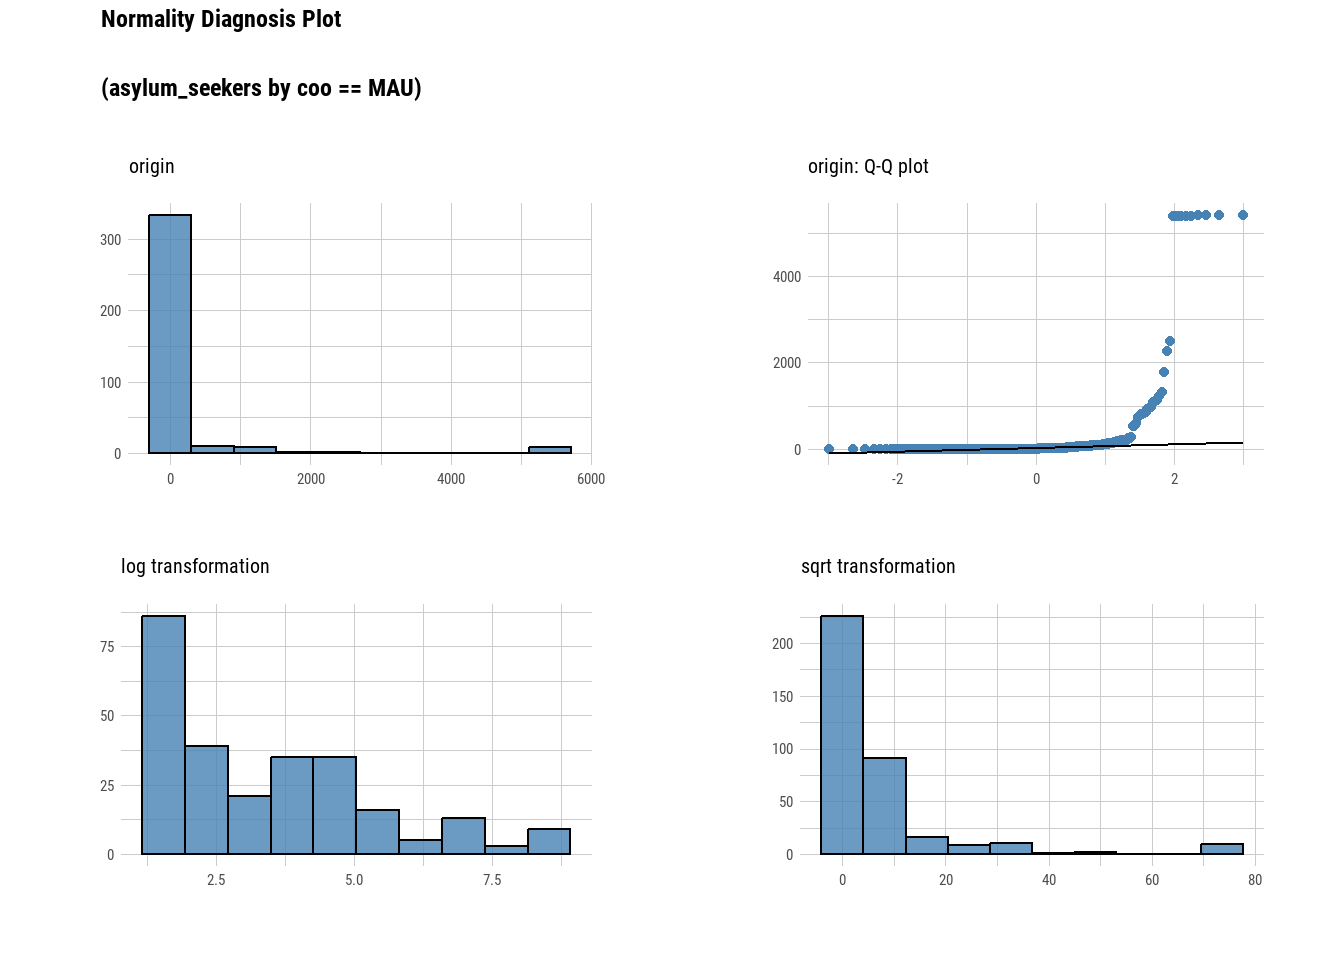 Normality Diagnosis Plot
(asylum_seekers by coo == MAU)
origin
300
200
100
0
0 2000 4000 6000
origin: Q-Q plot
4000
2000
0
-2 0 2
log transformation
75
50
25
0
2.5 5.0 7.5
sqrt transformation
200
150
100
50
0
0 20 40 60 80